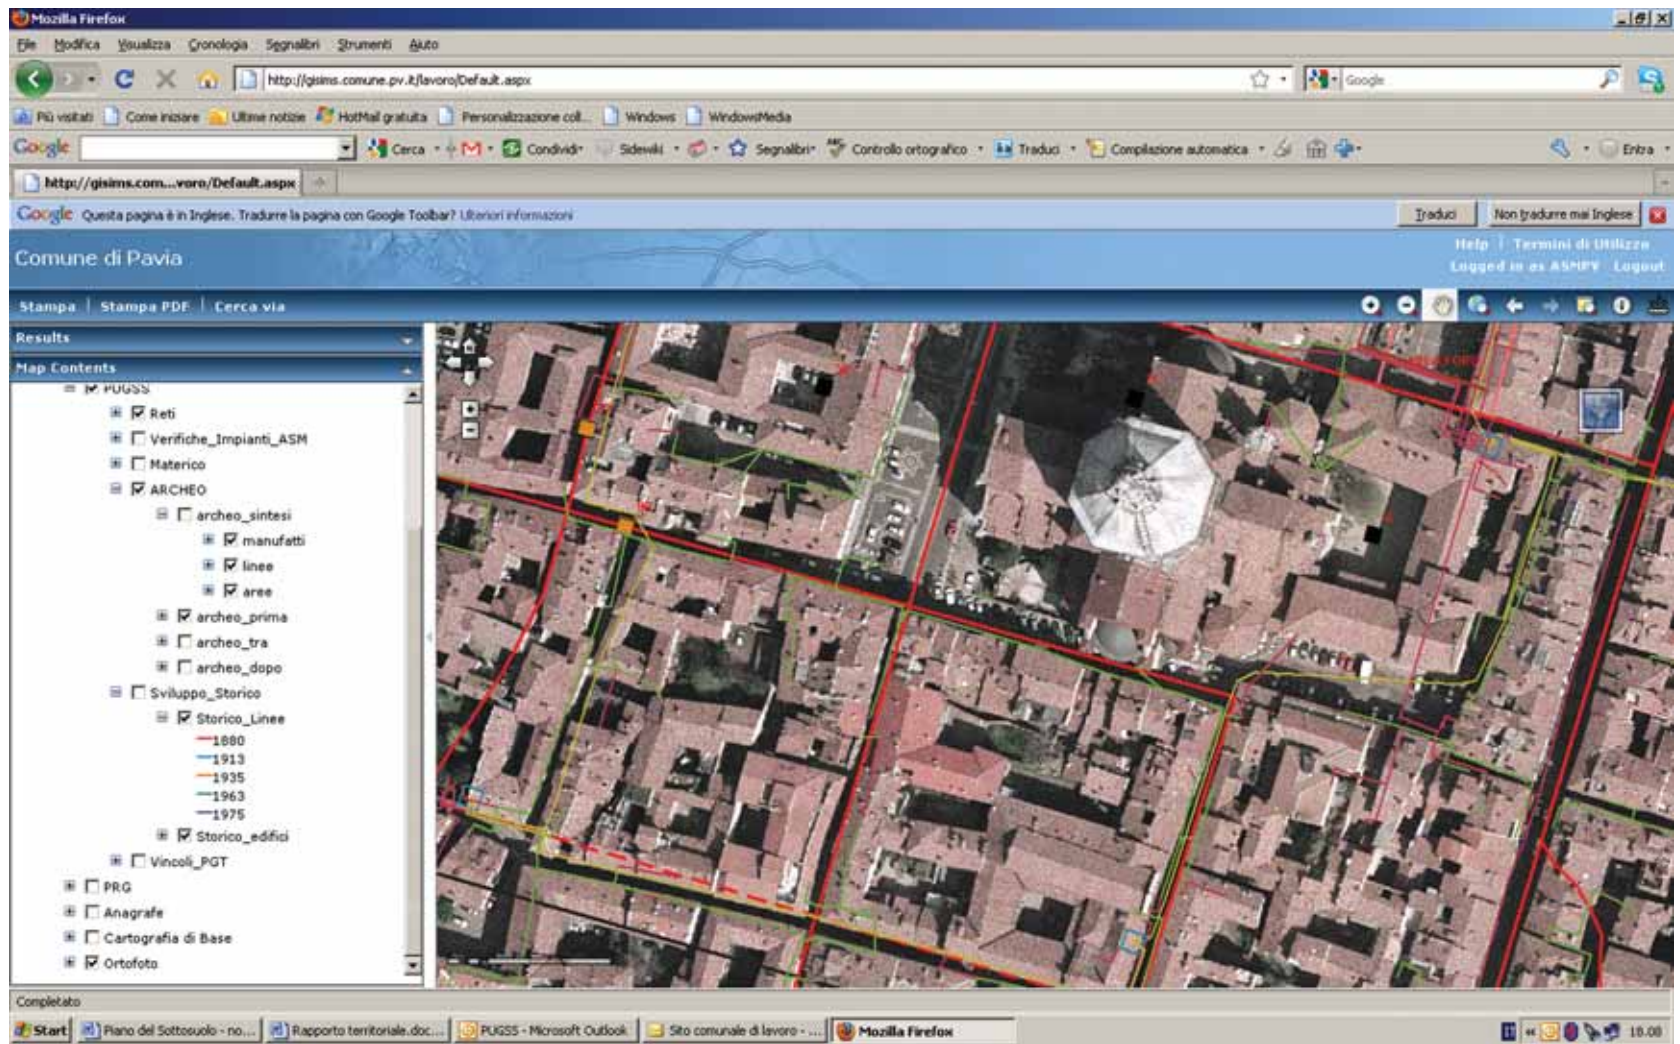 Mozilla Firefox
File Modifica Visualizza Cronologia Segnalibri Strumenti Aiuto
http://gisims.comune.pv.it/lavoro/Default.aspx Google
Più visitati Come iniziare Ultime notizie HotMail gratuita Personalizzazione coll... Windows WindowsMedia
Google Cerca Condividi Sidewiki Segnalibri Controllo ortografico Traduci Compilazione automatica Entra
http://gisims.com...voro/Default.aspx
Google Questa pagina è in Inglese. Tradurre la pagina con Google Toolbar? Ulteriori informazioni Traduci Non tradurre mai Inglese
Comune di Pavia
Help | Termini di Utilizzo
Logged in as ASMPV Logout
Stampa | Stampa PDF | Cerca via
Results
Map Contents
PUGSS
Reti
Verifiche_Impianti_ASM
Materico
ARCHEO
archeo_sintesi
manufatti
linee
aree
archeo_prima
archeo_tra
archeo_dopo
Sviluppo_Storico
Storico_Linee
1880
1913
1935
1963
1975
Storico_edifici
Vincoli_PGT
PRG
Anagrafe
Cartografia di Base
Ortofoto
Completato
Start Piano del Sottosuolo - no... Rapporto territoriale.doc... PUGSS - Microsoft Outlook Sito comunale di lavoro - ... Mozilla Firefox 18.08